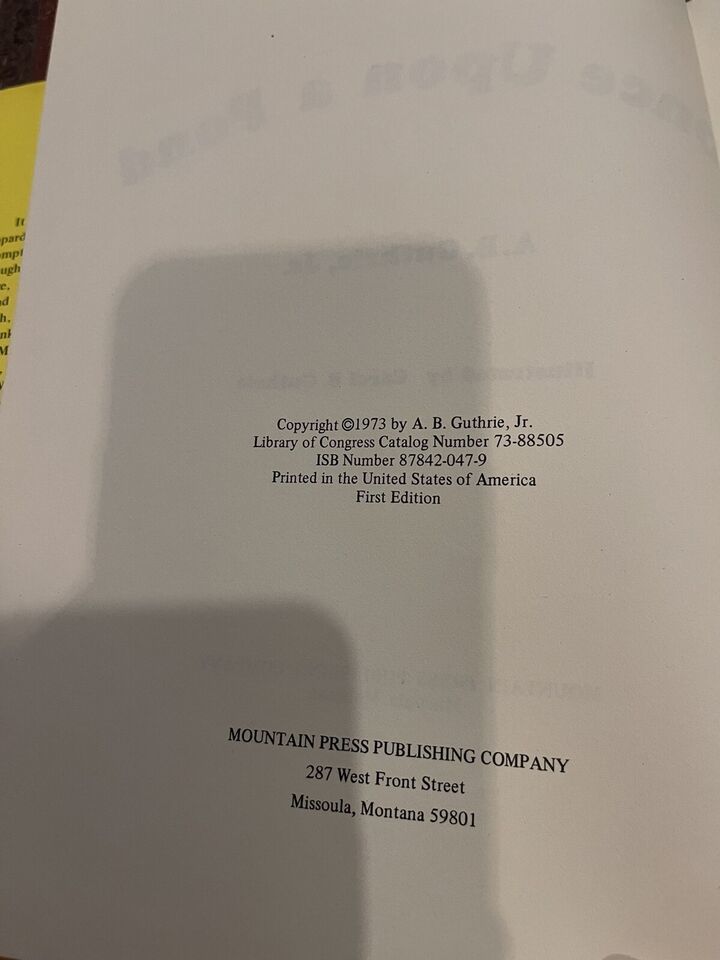 Copyright ©1973 by A. B. Guthrie, Jr.
Library of Congress Catalog Number 73-88505
ISB Number 87842-047-9
Printed in the United States of America
First Edition
MOUNTAIN PRESS PUBLISHING COMPANY
287 West Front Street
Missoula, Montana 59801